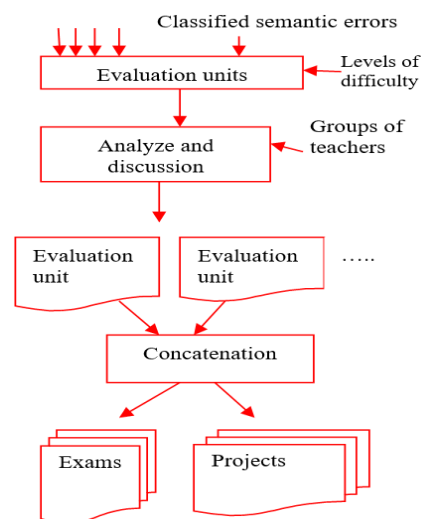 Classified semantic errors
Evaluation units
Levels of
difficulty
Groups of
teachers
Analyze and
discussion
Evaluation
unit
Evaluation
unit
.....
Concatenation
Exams
Projects